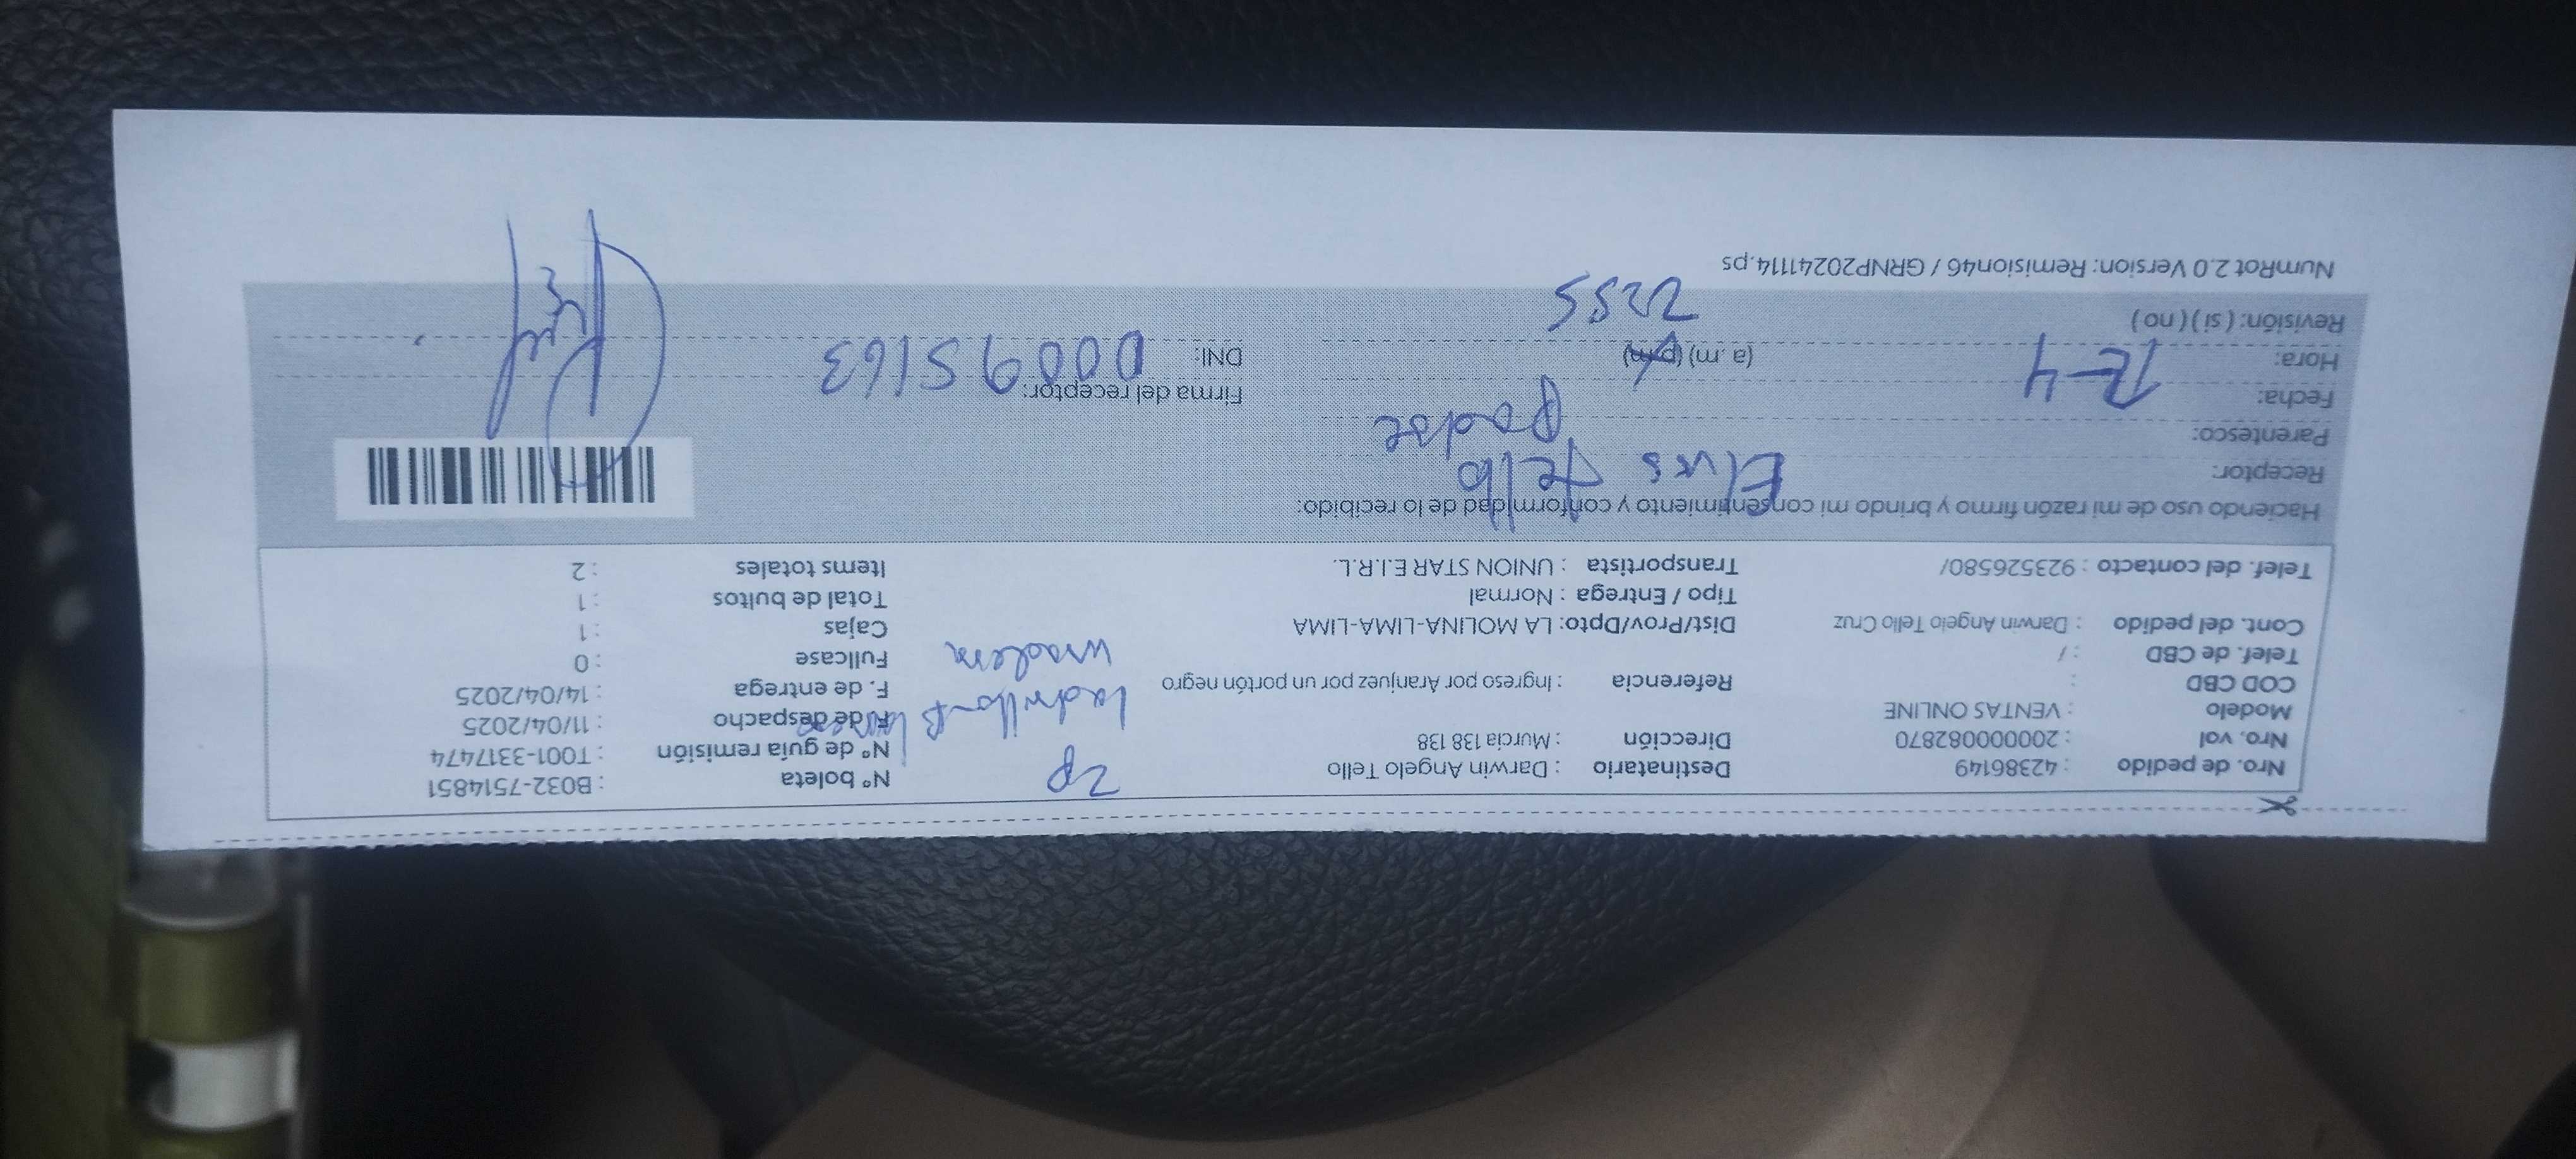 Nro. de pedido : 42386149 Destinatario : Darwin Angelo Tello 2p N° boleta : B032-7514851
Nro. vol : 20000082870 Dirección : Murcia 138 138 N° de guía remisión : T001-3317474
Modelo : VENTAS ONLINE F. de despacho : 11/04/2025
COD CBD : Referencia : Ingreso por Aranjuez por un portón negro F. de entrega : 14/04/2025
Telef. de CBD : / Fullcase : 0
Cont. del pedido : Darwin Angelo Tello Cruz Dist/Prov/Dpto: LA MOLINA-LIMA-LIMA Cajas : 1
Tipo / Entrega : Normal Total de bultos : 1
Telef. del contacto : 923526580/ Transportista : UNION STAR E.I.R.L. Items totales : 2
Haciendo uso de mi razón firmo y brindo mi consentimiento y conformidad de lo recibido:
Receptor: Elvis Tello
Parentesco: padre
Fecha: 12-4 Firma del receptor:
Hora: (a.m) (p.m) DNI: 00095163
Revisión: ( si ) ( no ) 2255
NumRot 2.0 Version: Remision46 / GRNP20241114.ps